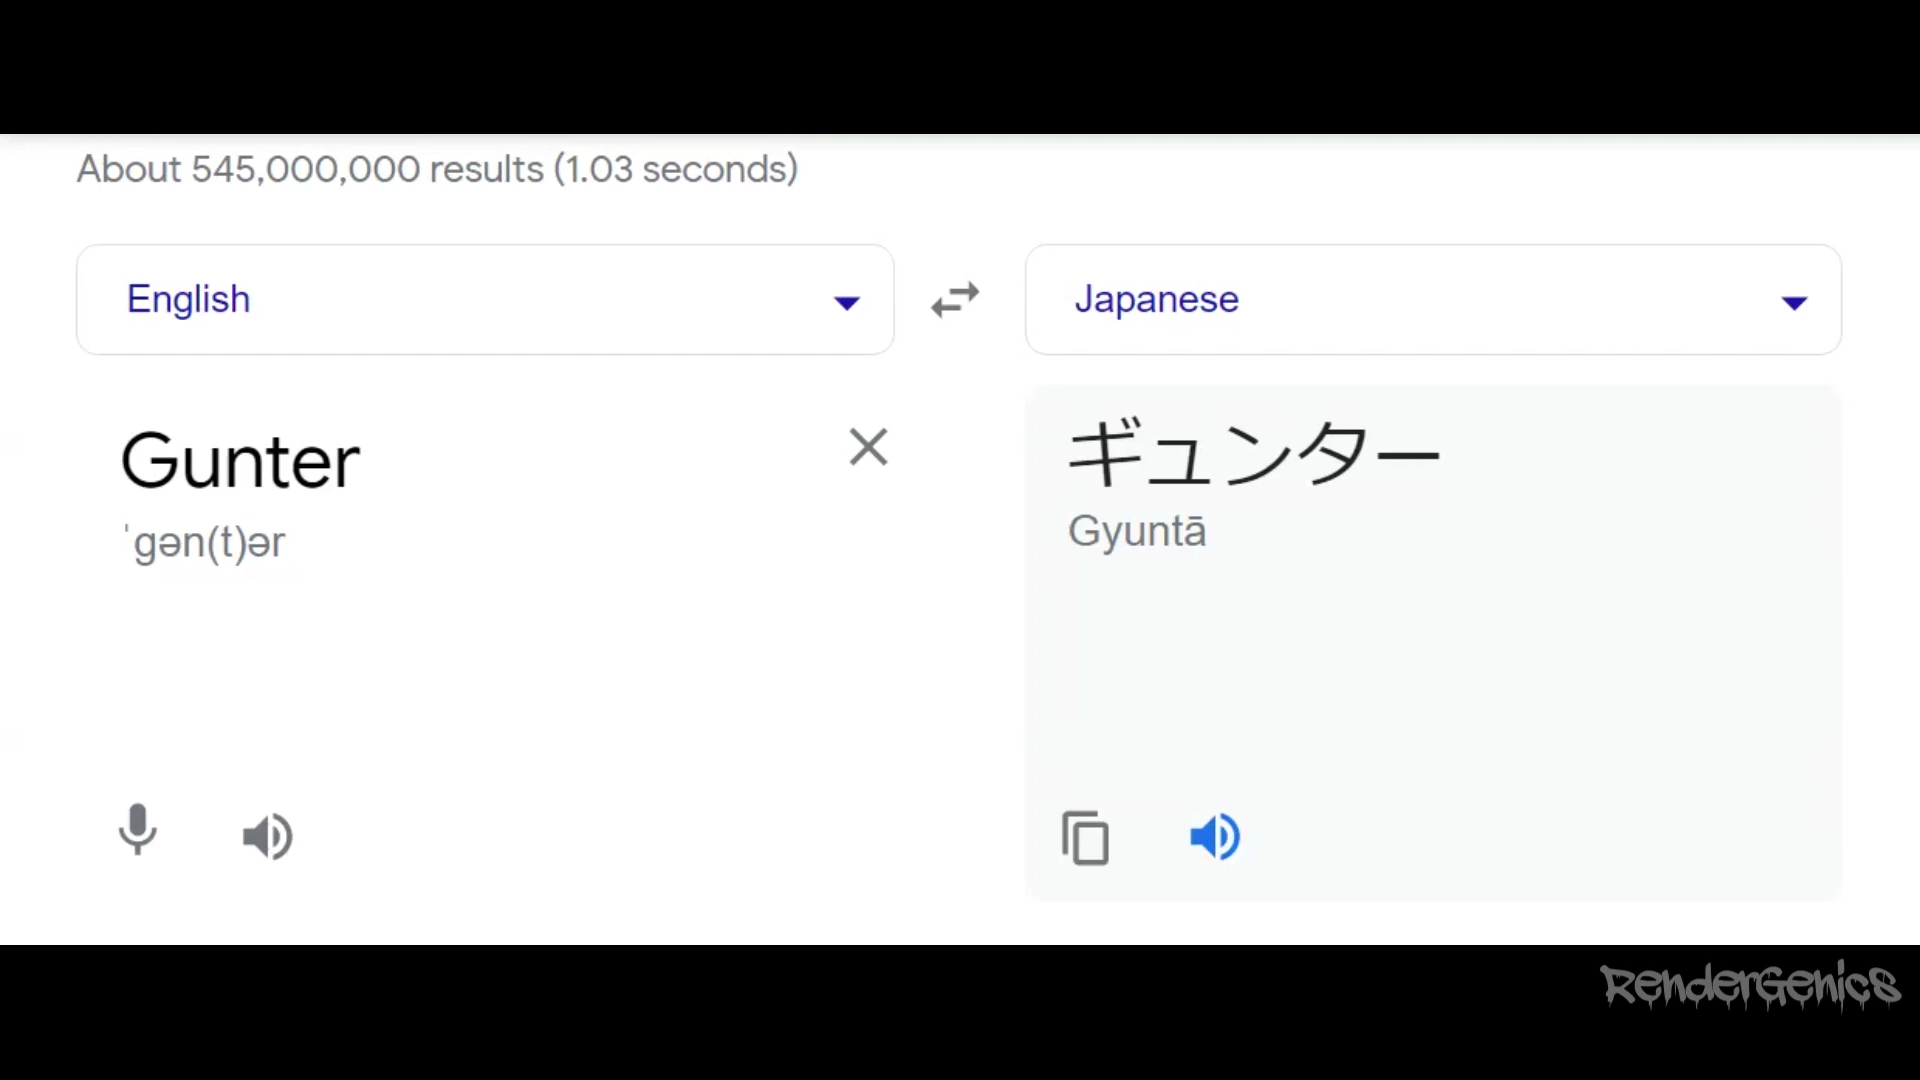 About 545,000,000 results (1.03 seconds)
English
Japanese
Gunter
ˈgən(t)ər
ギュンター
Gyuntā
RenderGenics